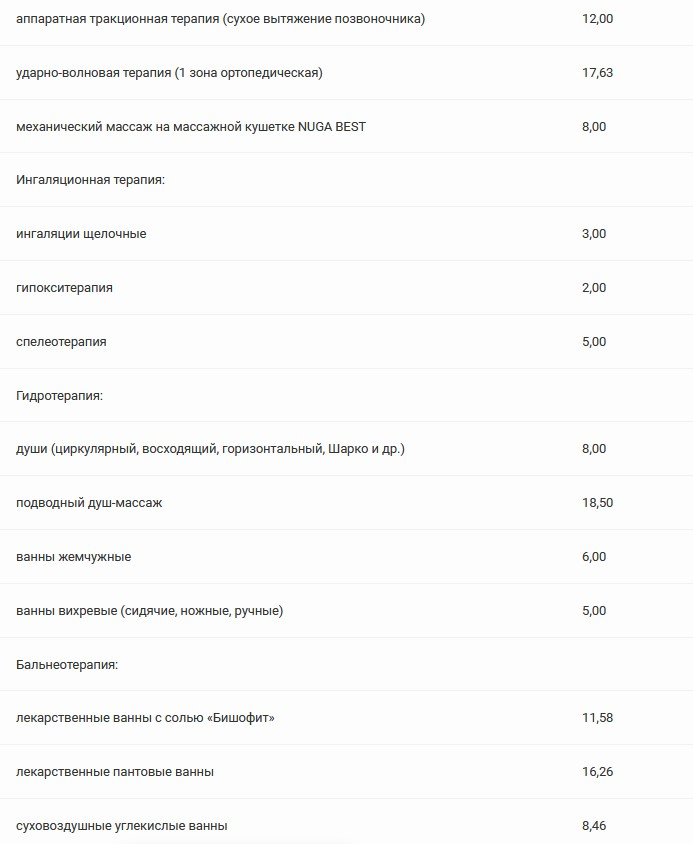 аппаратная тракционная терапия (сухое вытяжение позвоночника) 12,00
ударно-волновая терапия (1 зона ортопедическая) 17,63
механический массаж на массажной кушетке NUGA BEST 8,00
Ингаляционная терапия:
ингаляции щелочные 3,00
гипокситерапия 2,00
спелеотерапия 5,00
Гидротерапия:
души (циркулярный, восходящий, горизонтальный, Шарко и др.) 8,00
подводный душ-массаж 18,50
ванны жемчужные 6,00
ванны вихревые (сидячие, ножные, ручные) 5,00
Бальнеотерапия:
лекарственные ванны с солью «Бишофит» 11,58
лекарственные пантовые ванны 16,26
суховоздушные углекислые ванны 8,46